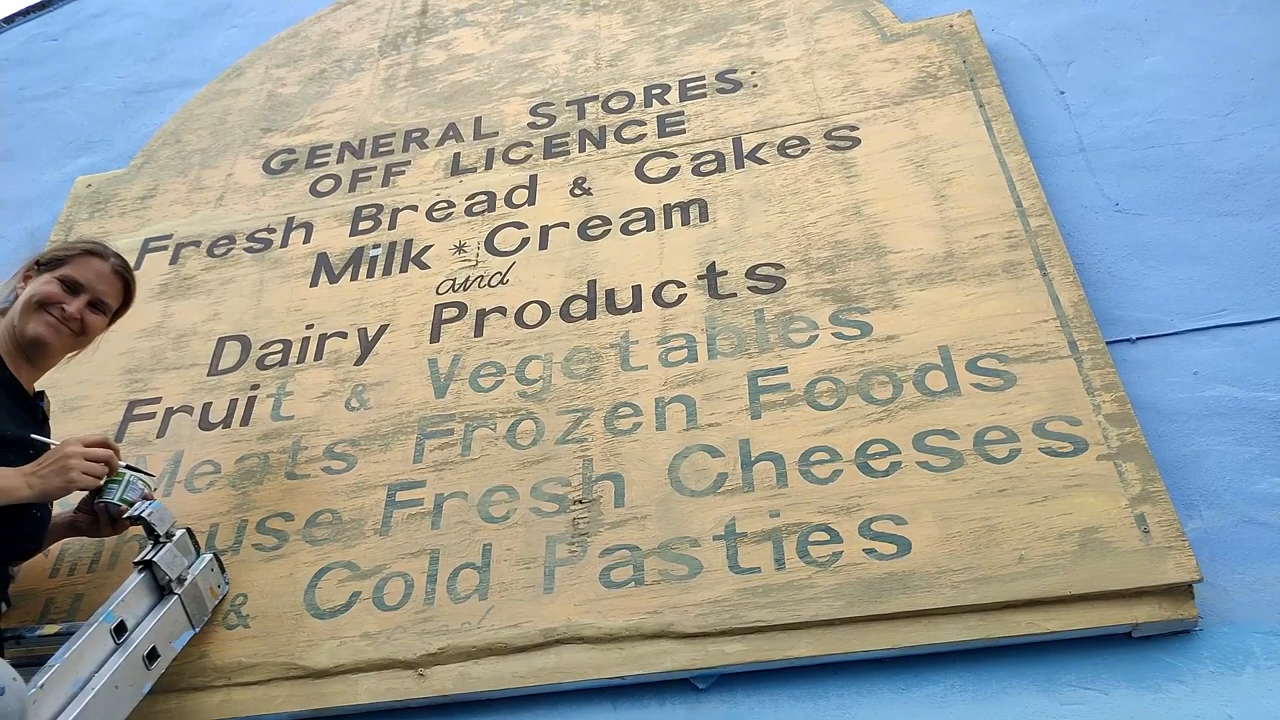 GENERAL STORES:
OFF LICENCE
Fresh Bread & Cakes
Milk * Cream
and
Dairy Products
Fruit & Vegetables
Meats Frozen Foods
Fresh Cheeses
& Cold Pasties